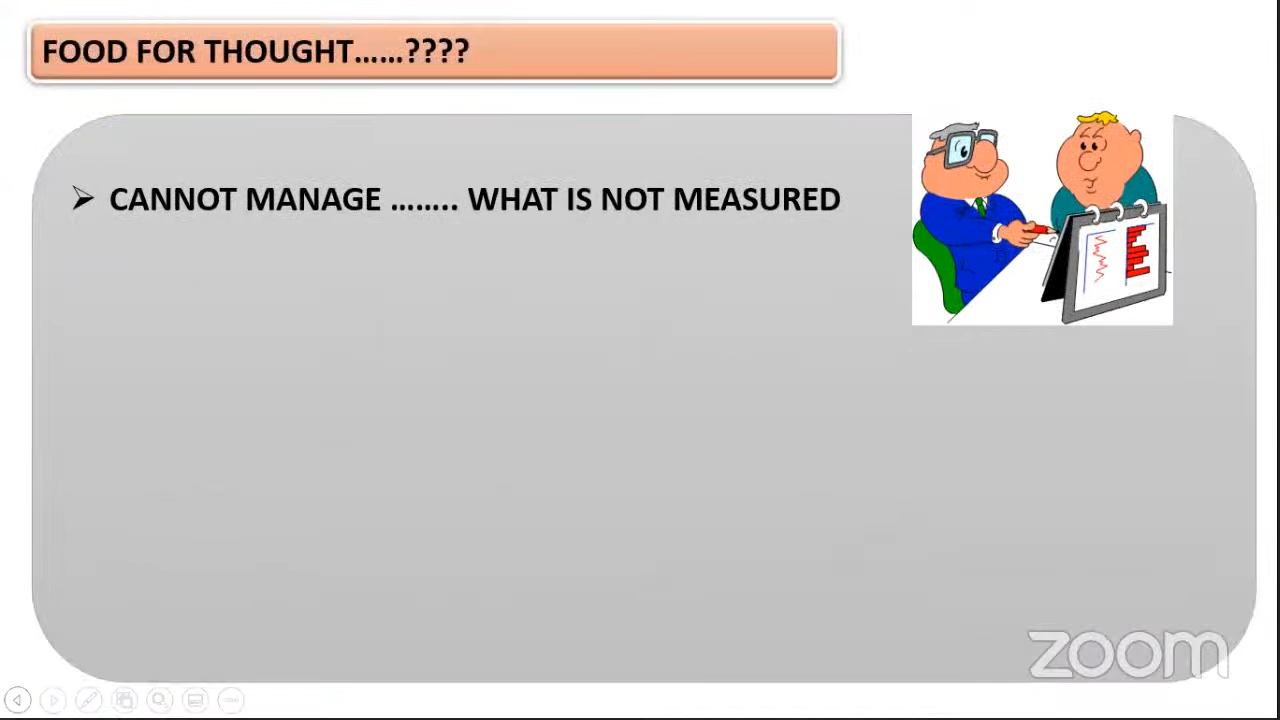 FOOD FOR THOUGHT……????
➢ CANNOT MANAGE …….. WHAT IS NOT MEASURED
zoom